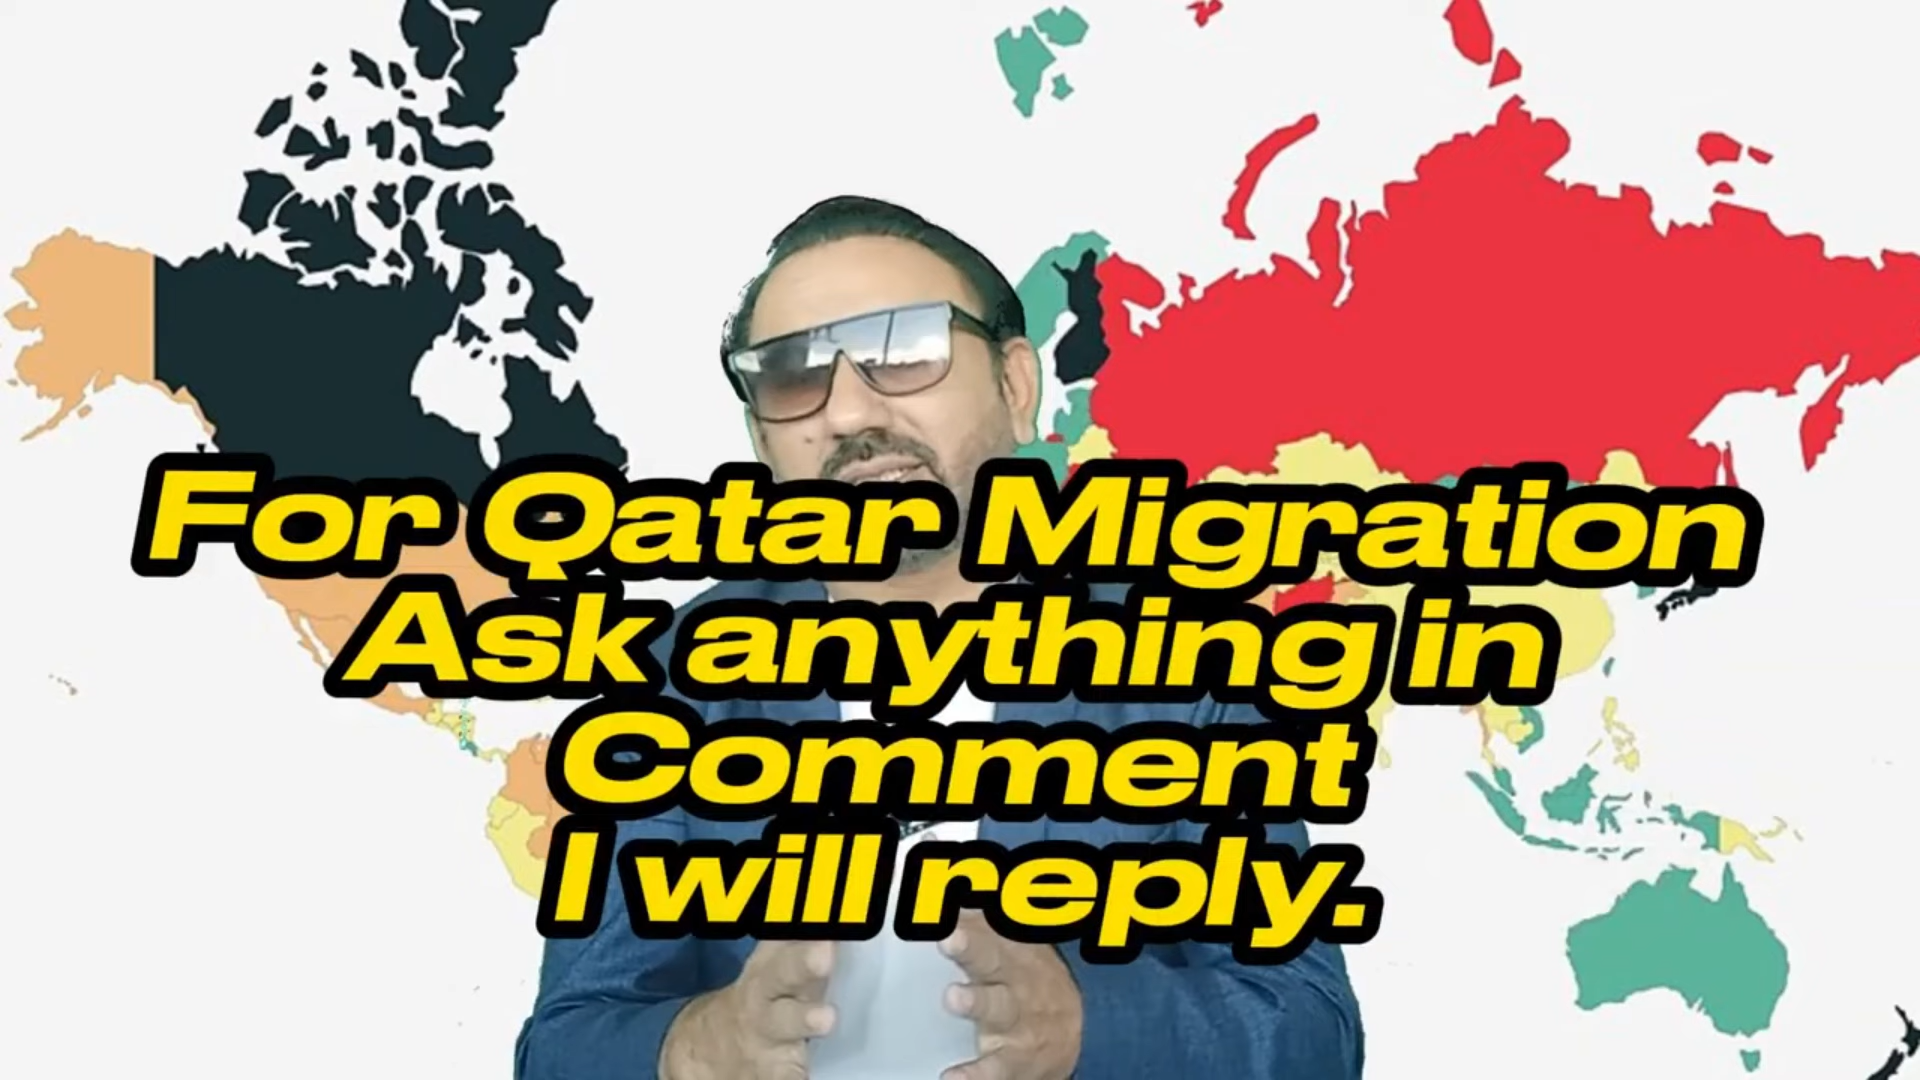 For Qatar Migration
Ask anything in
Comment
I will reply.